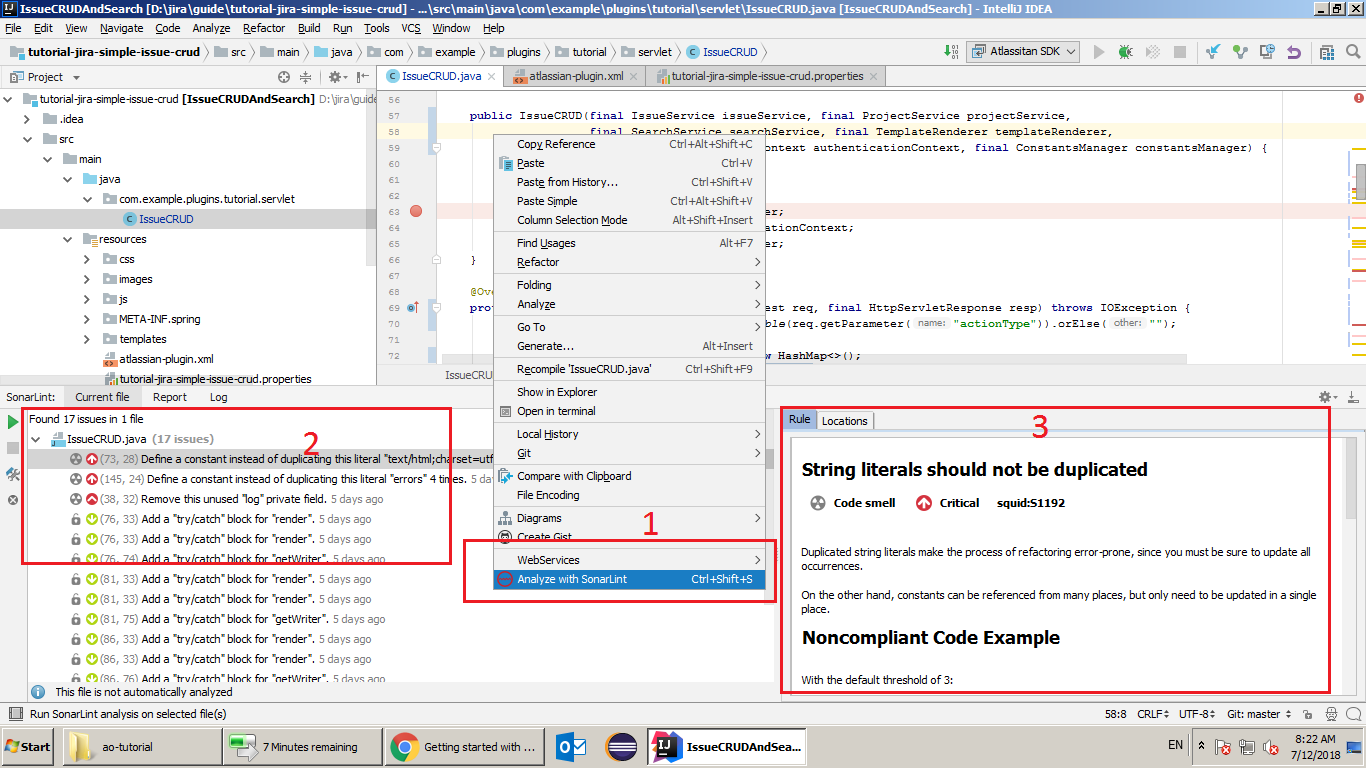 IssueCRUDAndSearch [D:\jira\guide\tutorial-jira-simple-issue-crud] - ...\src\main\java\com\example\plugins\tutorial\servlet\IssueCRUD.java [IssueCRUDAndSearch] - IntelliJ IDEA
File Edit View Navigate Code Analyze Refactor Build Run Tools VCS Window Help
tutorial-jira-simple-issue-crud src main java com example plugins tutorial servlet IssueCRUD
Atlassitan SDK
Project
IssueCRUD.java atlassian-plugin.xml tutorial-jira-simple-issue-crud.properties
tutorial-jira-simple-issue-crud [IssueCRUDAndSearch] D:\jira\guide
.idea
src
main
java
com.example.plugins.tutorial.servlet
IssueCRUD
resources
css
images
js
META-INF.spring
templates
atlassian-plugin.xml
tutorial-jira-simple-issue-crud.properties
56
57 public IssueCRUD(final IssueService issueService, final ProjectService projectService,
58 final SearchService searchService, final TemplateRenderer templateRenderer,
59 context authenticationContext, final ConstantsManager constantsManager) {
60
61
62
63 er;
64 cationContext;
65 er;
66 }
67
68 @Ove
69 pro est req, final HttpServletResponse resp) throws IOException {
70 ble(req.getParameter( name: "actionType")).orElse( other: "");
71
72 w HashMap<>();
IssueCRU
Copy Reference Ctrl+Alt+Shift+C
Paste Ctrl+V
Paste from History... Ctrl+Shift+V
Paste Simple Ctrl+Alt+Shift+V
Column Selection Mode Alt+Shift+Insert
Find Usages Alt+F7
Refactor
Folding
Analyze
Go To
Generate... Alt+Insert
Recompile 'IssueCRUD.java' Ctrl+Shift+F9
Show in Explorer
Open in terminal
Local History
Git
Compare with Clipboard
File Encoding
Diagrams
Create Gist...
WebServices
Analyze with SonarLint Ctrl+Shift+S
1
SonarLint: Current file Report Log
Found 17 issues in 1 file
2
IssueCRUD.java (17 issues)
(73, 28) Define a constant instead of duplicating this literal "text/html;charset=utf
(145, 24) Define a constant instead of duplicating this literal "errors" 4 times. 5 days ago
(38, 32) Remove this unused "log" private field. 5 days ago
(76, 33) Add a "try/catch" block for "render". 5 days ago
(76, 33) Add a "try/catch" block for "render". 5 days ago
(76, 74) Add a "try/catch" block for "getWriter". 5 days ago
(81, 33) Add a "try/catch" block for "render". 5 days ago
(81, 33) Add a "try/catch" block for "render". 5 days ago
(81, 75) Add a "try/catch" block for "getWriter". 5 days ago
(86, 33) Add a "try/catch" block for "render". 5 days ago
(86, 33) Add a "try/catch" block for "render". 5 days ago
(86, 76) Add a "try/catch" block for "getWriter". 5 days ago
This file is not automatically analyzed
Rule Locations
3
String literals should not be duplicated
Code smell Critical squid:S1192
Duplicated string literals make the process of refactoring error-prone, since you must be sure to update all
occurrences.
On the other hand, constants can be referenced from many places, but only need to be updated in a single
place.
Noncompliant Code Example
With the default threshold of 3:
Run SonarLint analysis on selected file(s)
58:8 CRLF UTF-8 Git: master
Start ao-tutorial 7 Minutes remaining Getting started with ... IssueCRUDAndSea...
EN
8:22 AM
7/12/2018